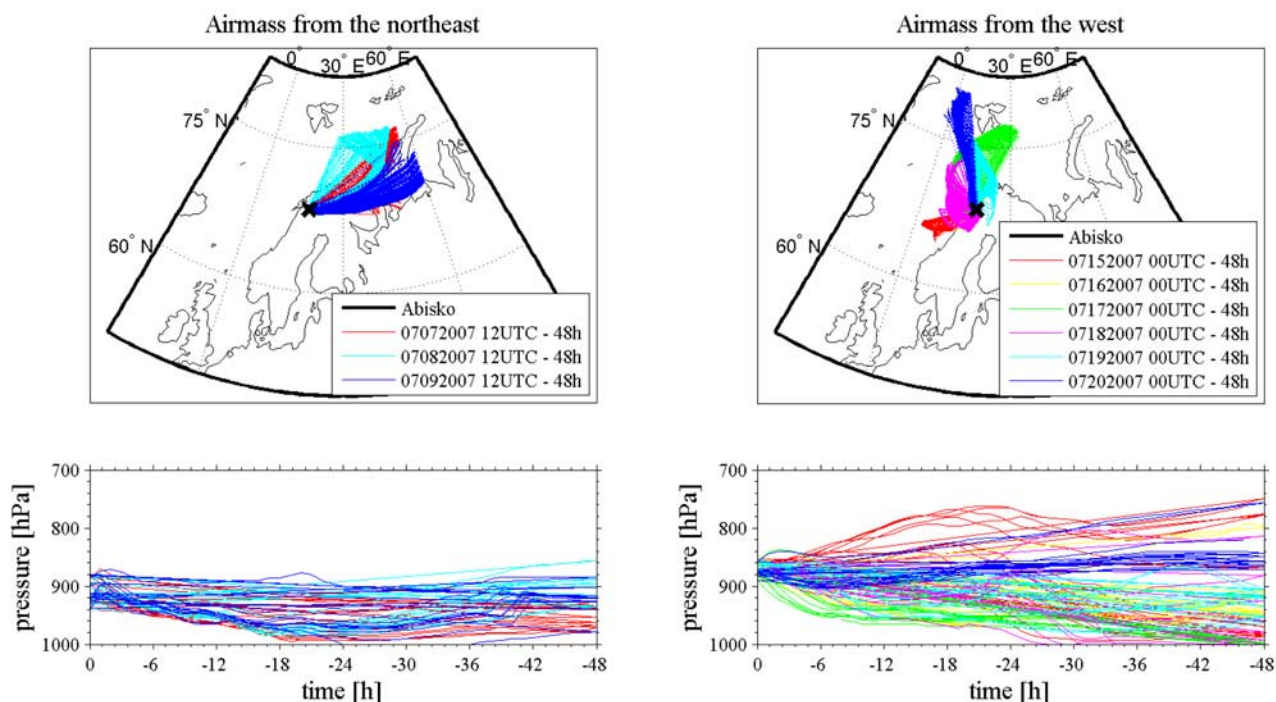 Airmass from the northeast
0°
30° E
60° E
75° N
60° N
Abisko
07072007 12UTC - 48h
07082007 12UTC - 48h
07092007 12UTC - 48h
Airmass from the west
0°
30° E
60° E
75° N
60° N
Abisko
07152007 00UTC - 48h
07162007 00UTC - 48h
07172007 00UTC - 48h
07182007 00UTC - 48h
07192007 00UTC - 48h
07202007 00UTC - 48h
700
800
900
1000
pressure [hPa]
0 -6 -12 -18 -24 -30 -36 -42 -48
time [h]
700
800
900
1000
pressure [hPa]
0 -6 -12 -18 -24 -30 -36 -42 -48
time [h]